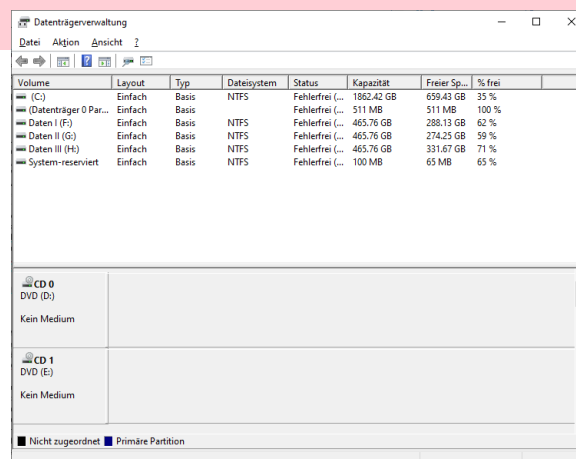 Datenträgerverwaltung
Datei Aktion Ansicht ?
Volume Layout Typ Dateisystem Status Kapazität Freier Sp... % frei
(C:) Einfach Basis NTFS Fehlerfrei (... 1862.42 GB 659.43 GB 35 %
(Datenträger 0 Par... Einfach Basis Fehlerfrei (... 511 MB 511 MB 100 %
Daten I (F:) Einfach Basis NTFS Fehlerfrei (... 465.76 GB 288.13 GB 62 %
Daten II (G:) Einfach Basis NTFS Fehlerfrei (... 465.76 GB 274.25 GB 59 %
Daten III (H:) Einfach Basis NTFS Fehlerfrei (... 465.76 GB 331.67 GB 71 %
System-reserviert Einfach Basis NTFS Fehlerfrei (... 100 MB 65 MB 65 %
CD 0
DVD (D:)
Kein Medium
CD 1
DVD (E:)
Kein Medium
Nicht zugeordnet Primäre Partition